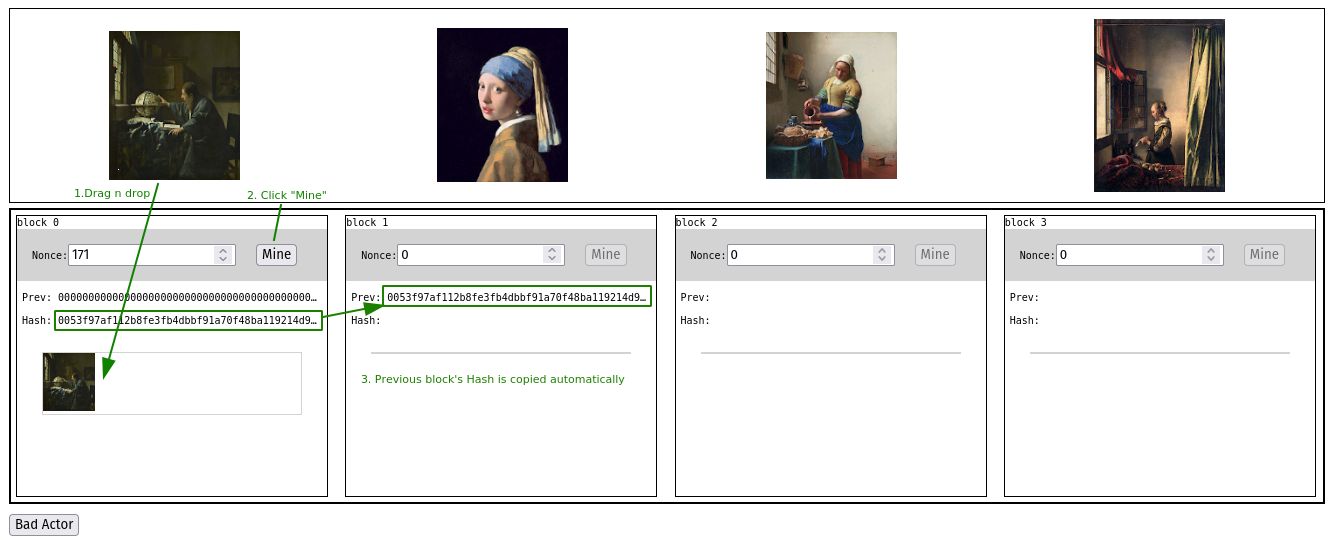 1.Drag n drop
2. Click "Mine"
block 0
Nonce: 171 Mine
Prev: 000000000000000000000000000000000000000000…
Hash: 0053f97af112b8fe3fb4dbbf91a70f48ba119214d9…
block 1
Nonce: 0 Mine
Prev: 0053f97af112b8fe3fb4dbbf91a70f48ba119214d9…
Hash:
3. Previous block's Hash is copied automatically
block 2
Nonce: 0 Mine
Prev:
Hash:
block 3
Nonce: 0 Mine
Prev:
Hash:
Bad Actor